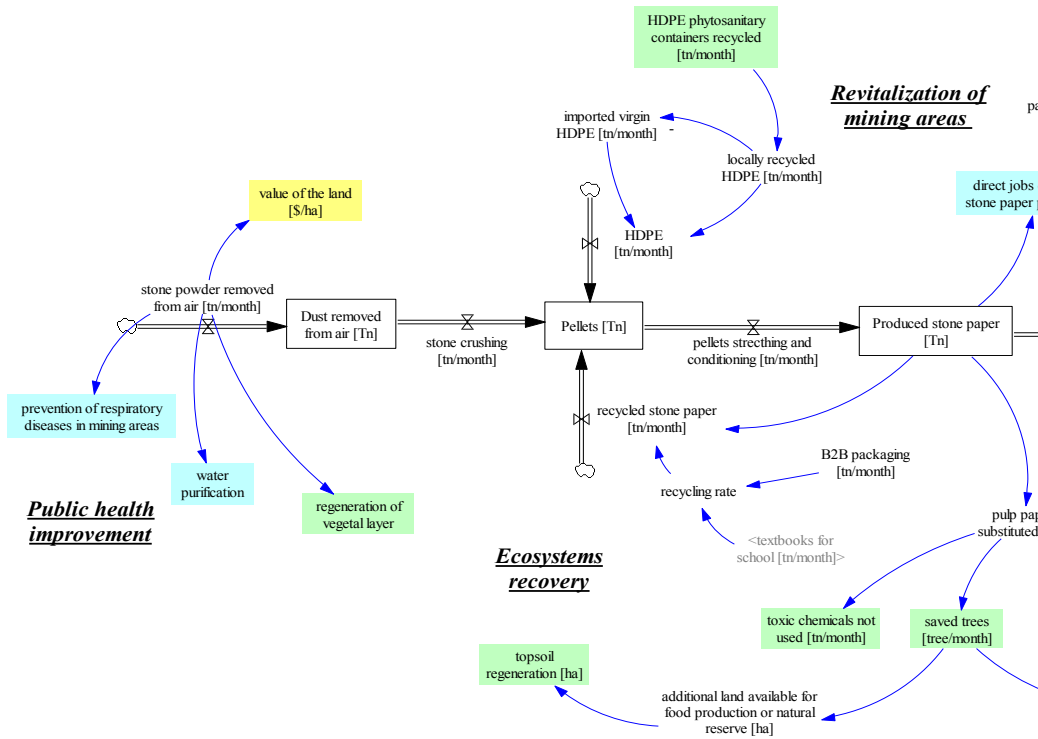 HDPE phytosanitary
containers recycled
[tn/month]
Revitalization of
mining areas
pa
imported virgin
HDPE [tn/month]
-
locally recycled
HDPE [tn/month]
direct jobs
stone paper p
value of the land
[$/ha]
HDPE
[tn/month]
stone powder removed
from air [tn/month]
Dust removed
from air [Tn]
stone crushing
[tn/month]
Pellets [Tn]
pellets strecthing and
conditioning [tn/month]
Produced stone paper
[Tn]
prevention of respiratory
diseases in mining areas
recycled stone paper
[tn/month]
B2B packaging
[tn/month]
water
purification
recycling rate
regeneration of
vegetal layer
Public health
improvement
pulp pap
substituted
<textbooks for
school [tn/month]>
Ecosystems
recovery
toxic chemicals not
used [tn/month]
saved trees
[tree/month]
topsoil
regeneration [ha]
additional land available for
food production or natural
reserve [ha]